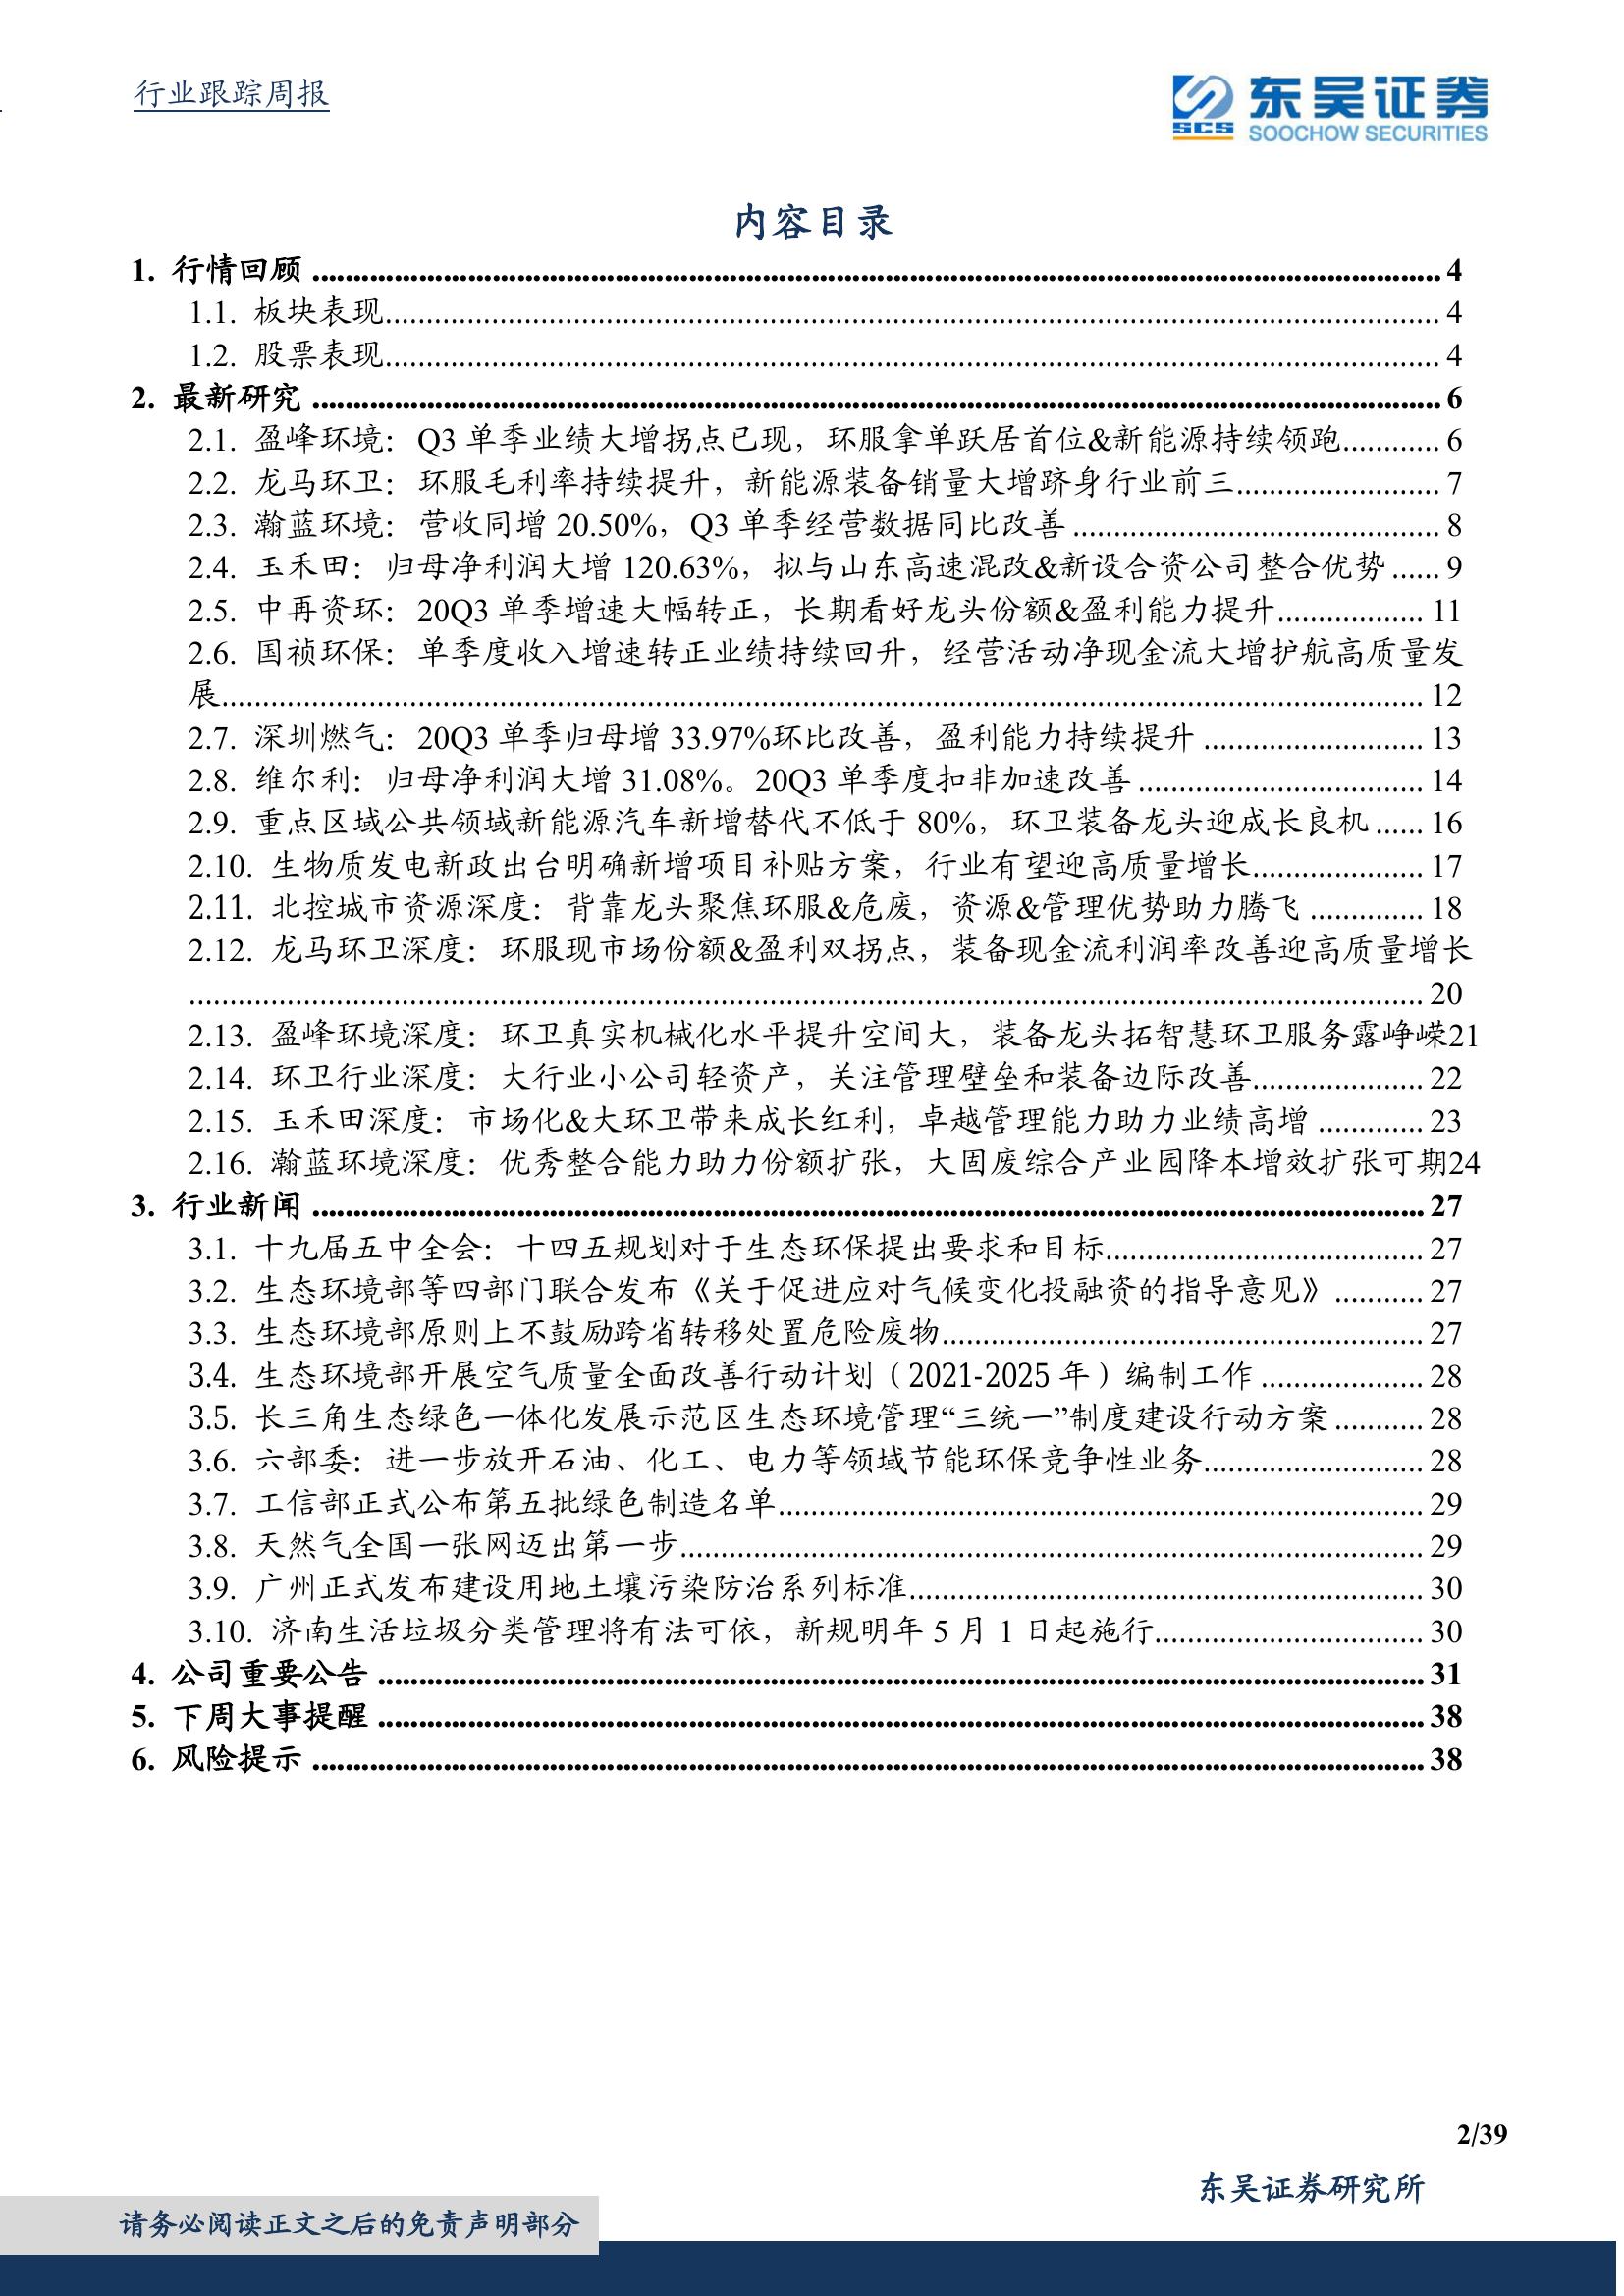 行业跟踪周报
东吴证券
SCS
SOOCHOW SECURITIES
内容目录
1. 行情回顾 ........ 4
1.1. 板块表现........ 4
1.2. 股票表现........ 4
2. 最新研究 ........ 6
2.1. 盈峰环境：Q3 单季业绩大增拐点已现，环服拿单跃居首位&新能源持续领跑........ 6
2.2. 龙马环卫：环服毛利率持续提升，新能源装备销量大增跻身行业前三........ 7
2.3. 瀚蓝环境：营收同增 20.50%，Q3 单季经营数据同比改善 ........ 8
2.4. 玉禾田：归母净利润大增 120.63%，拟与山东高速混改&新设合资公司整合优势 ...... 9
2.5. 中再资环：20Q3 单季增速大幅转正，长期看好龙头份额&盈利能力提升........ 11
2.6. 国祯环保：单季度收入增速转正业绩持续回升，经营活动净现金流大增护航高质量发
展........ 12
2.7. 深圳燃气：20Q3 单季归母增 33.97%环比改善，盈利能力持续提升 ........ 13
2.8. 维尔利：归母净利润大增 31.08%。20Q3 单季度扣非加速改善 ........ 14
2.9. 重点区域公共领域新能源汽车新增替代不低于 80%，环卫装备龙头迎成长良机 ...... 16
2.10. 生物质发电新政出台明确新增项目补贴方案，行业有望迎高质量增长........ 17
2.11. 北控城市资源深度：背靠龙头聚焦环服&危废，资源&管理优势助力腾飞 ........ 18
2.12. 龙马环卫深度：环服现市场份额&盈利双拐点，装备现金流利润率改善迎高质量增长
........ 20
2.13. 盈峰环境深度：环卫真实机械化水平提升空间大，装备龙头拓智慧环卫服务露峥嵘21
2.14. 环卫行业深度：大行业小公司轻资产，关注管理壁垒和装备边际改善........ 22
2.15. 玉禾田深度：市场化&大环卫带来成长红利，卓越管理能力助力业绩高增 ........ 23
2.16. 瀚蓝环境深度：优秀整合能力助力份额扩张，大固废综合产业园降本增效扩张可期24
3. 行业新闻 ........ 27
3.1. 十九届五中全会：十四五规划对于生态环保提出要求和目标........ 27
3.2. 生态环境部等四部门联合发布《关于促进应对气候变化投融资的指导意见》 ........ 27
3.3. 生态环境部原则上不鼓励跨省转移处置危险废物........ 27
3.4. 生态环境部开展空气质量全面改善行动计划（2021-2025 年）编制工作 ........ 28
3.5. 长三角生态绿色一体化发展示范区生态环境管理“三统一”制度建设行动方案 ........ 28
3.6. 六部委：进一步放开石油、化工、电力等领域节能环保竞争性业务........ 28
3.7. 工信部正式公布第五批绿色制造名单........ 29
3.8. 天然气全国一张网迈出第一步........ 29
3.9. 广州正式发布建设用地土壤污染防治系列标准........ 30
3.10. 济南生活垃圾分类管理将有法可依，新规明年 5 月 1 日起施行........ 30
4. 公司重要公告 ........ 31
5. 下周大事提醒 ........ 38
6. 风险提示 ........ 38
2/39
东吴证券研究所
请务必阅读正文之后的免责声明部分